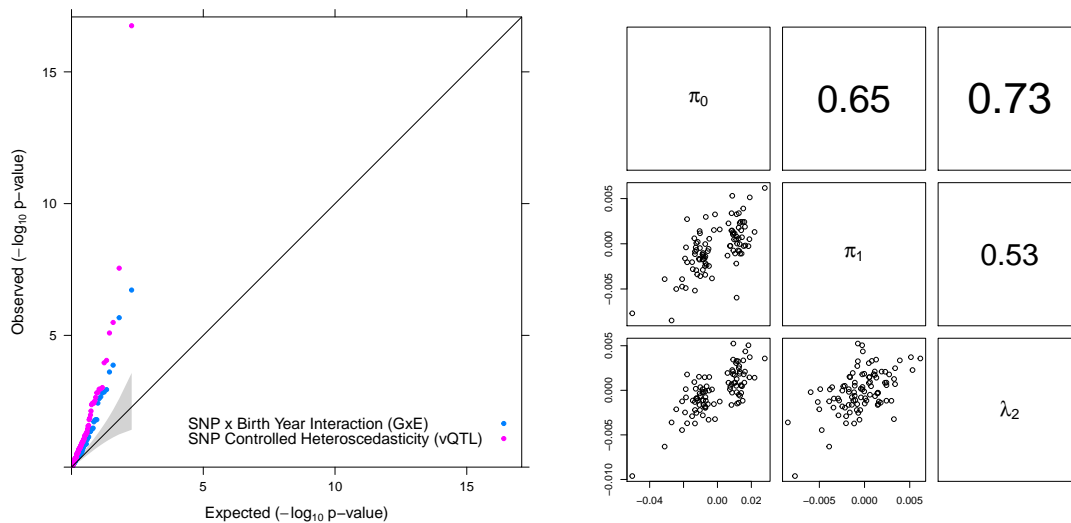 15
10
5
Observed (−log10 p−value)
SNP x Birth Year Interaction (GxE)
SNP Controlled Heteroscedasticity (vQTL)
5 10 15
Expected (−log10 p−value)
π0 0.65 0.73
0.005
0.000
−0.005
π1 0.53
0.005
0.000
−0.005
−0.010
λ2
−0.04 0.00 0.02
−0.005 0.000 0.005